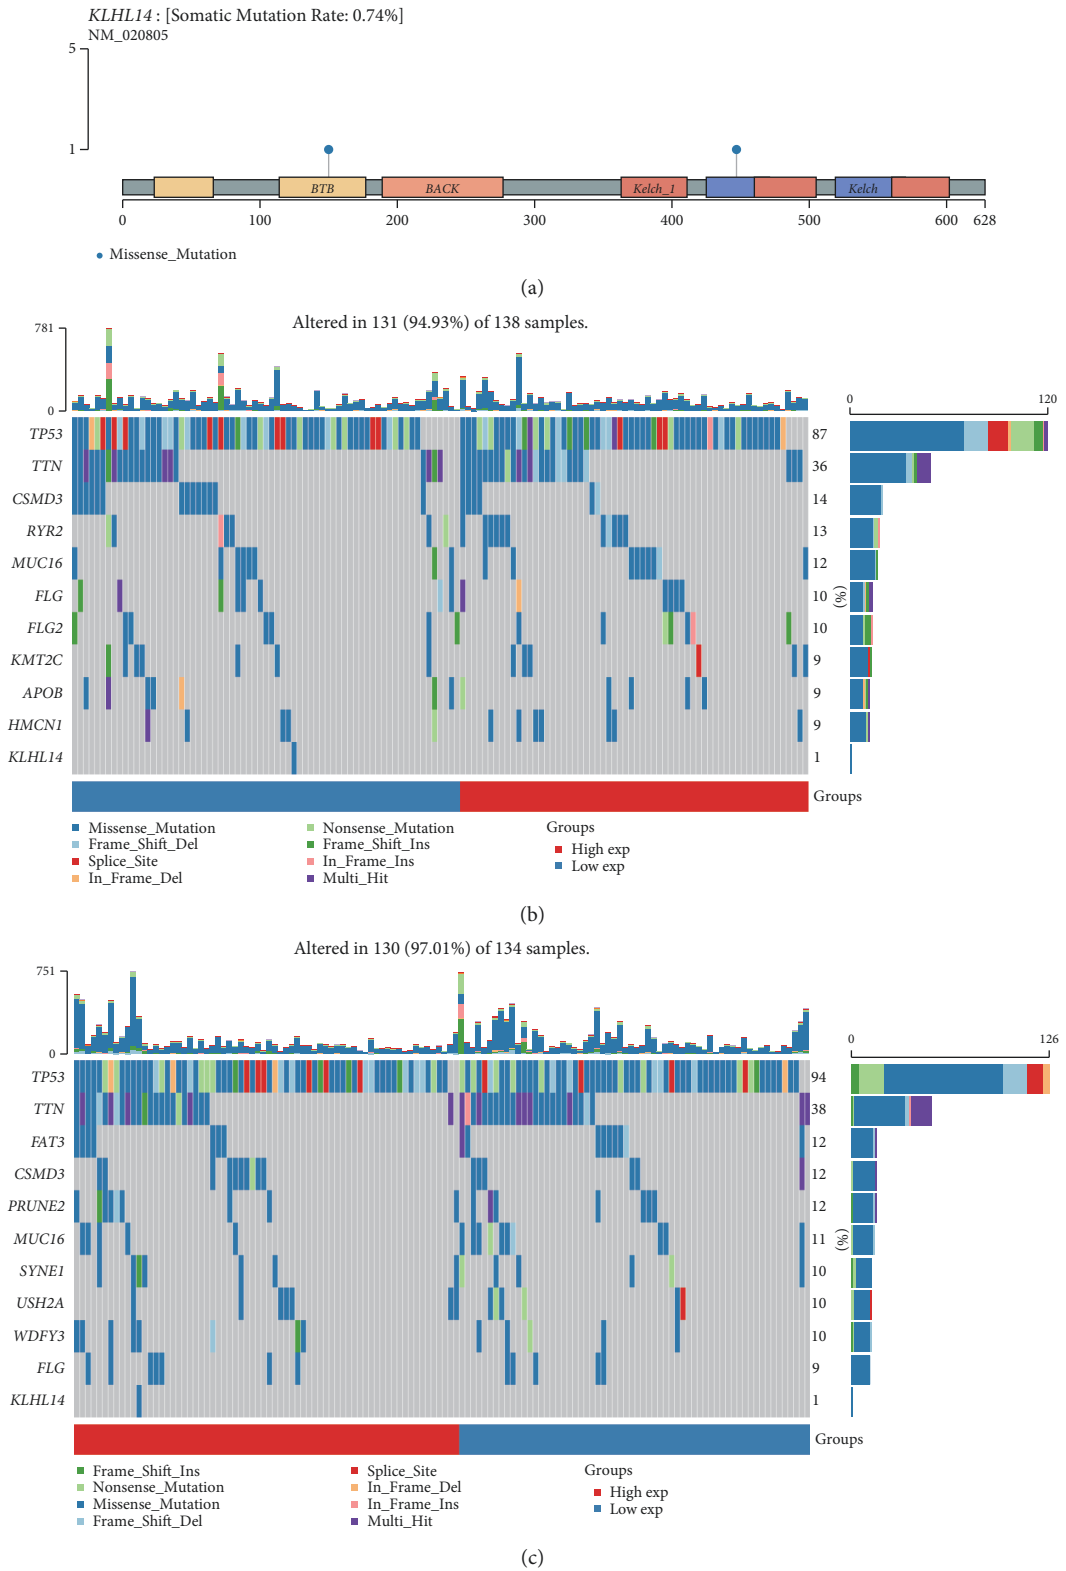 KLHL14 : [Somatic Mutation Rate: 0.74%]
NM_020805
5
1
BTB BACK Kelch_1 Kelch
0 100 200 300 400 500 600 628
Missense_Mutation
(a)
Altered in 131 (94.93%) of 138 samples.
781
0
0 120
TP53 87
TTN 36
CSMD3 14
RYR2 13
MUC16 12
FLG 10 (%)
FLG2 10
KMT2C 9
APOB 9
HMCN1 9
KLHL14 1
Groups
Missense_Mutation Nonsense_Mutation Groups
Frame_Shift_Del Frame_Shift_Ins High exp
Splice_Site In_Frame_Ins Low exp
In_Frame_Del Multi_Hit
(b)
Altered in 130 (97.01%) of 134 samples.
751
0
0 126
TP53 94
TTN 38
FAT3 12
CSMD3 12
PRUNE2 12
MUC16 11 (%)
SYNE1 10
USH2A 10
WDFY3 10
FLG 9
KLHL14 1
Groups
Frame_Shift_Ins Splice_Site Groups
Nonsense_Mutation In_Frame_Del High exp
Missense_Mutation In_Frame_Ins Low exp
Frame_Shift_Del Multi_Hit
(c)